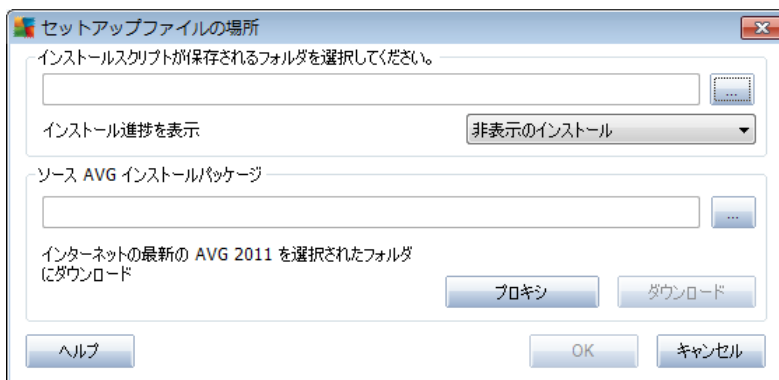 セットアップファイルの場所
インストールスクリプトが保存されるフォルダを選択してください。
...
インストール進捗を表示
非表示のインストール
ソース AVG インストールパッケージ
...
インターネットの最新の AVG 2011 を選択されたフォルダ
にダウンロード
プロキシ
ダウンロード
ヘルプ
OK
キャンセル